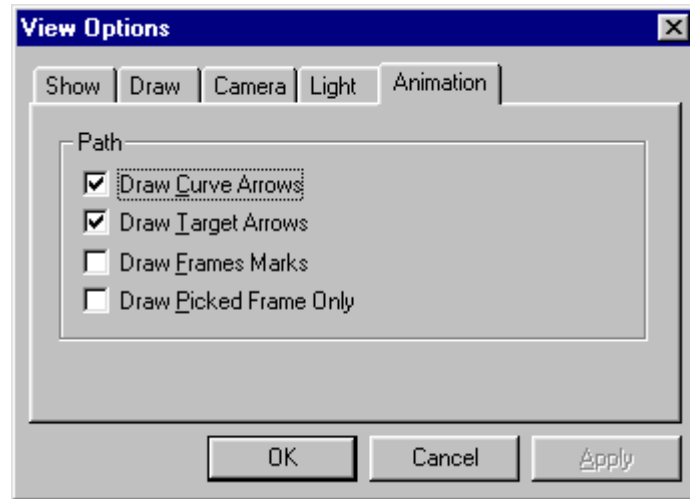 View Options
Show Draw Camera Light Animation
Path
Draw Curve Arrows
Draw Target Arrows
Draw Frames Marks
Draw Picked Frame Only
OK Cancel Apply